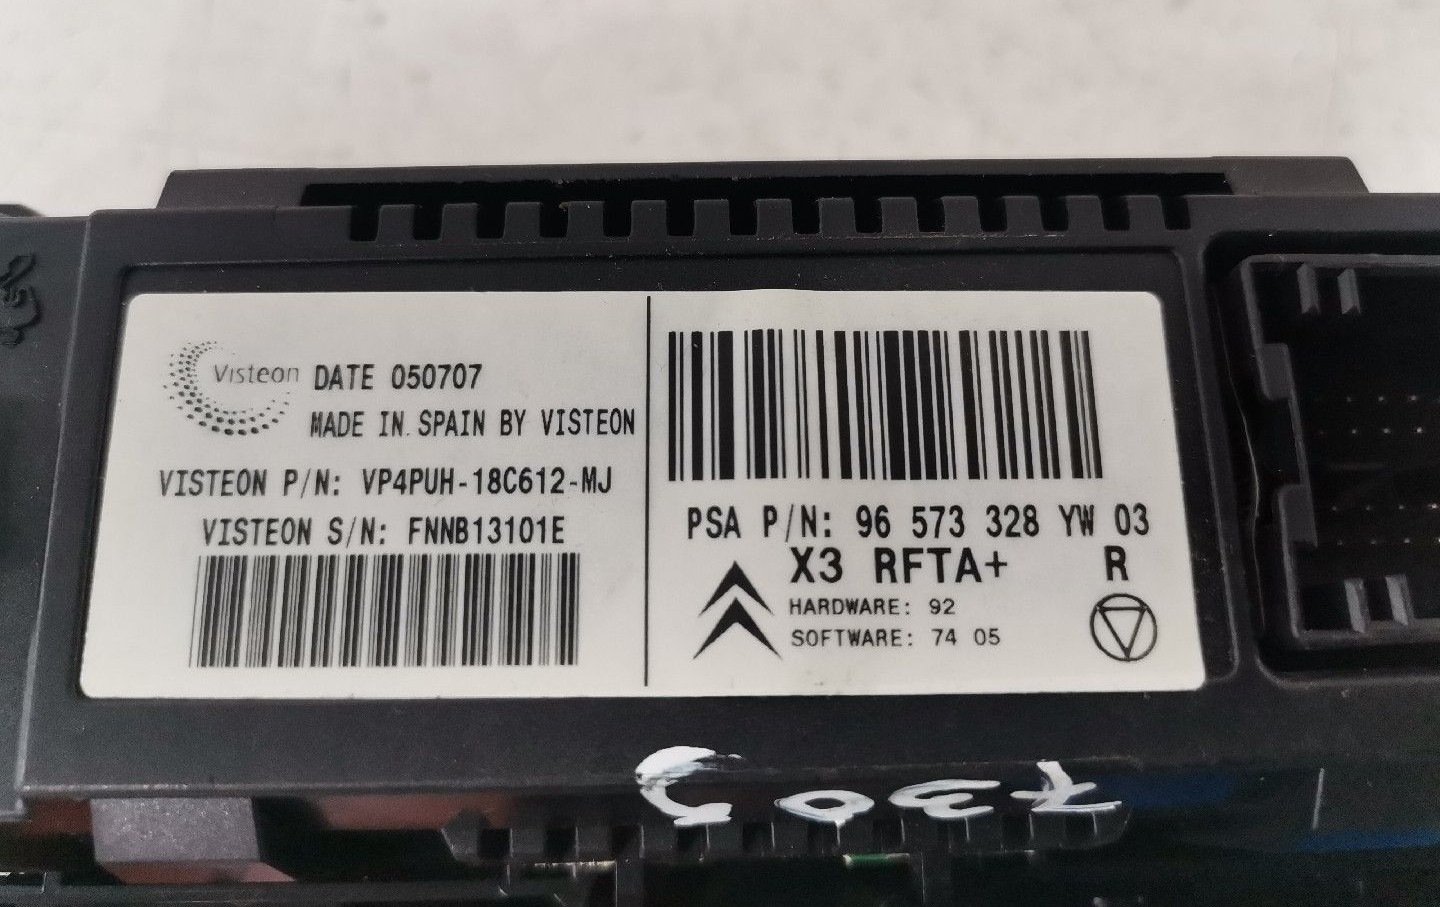 Visteon DATE 050707
MADE IN SPAIN BY VISTEON
VISTEON P/N: VP4PUH-18C612-MJ
VISTEON S/N: FNNB13101E
PSA P/N: 96 573 328 YW 03
X3 RFTA+ R
HARDWARE: 92
SOFTWARE: 74 05